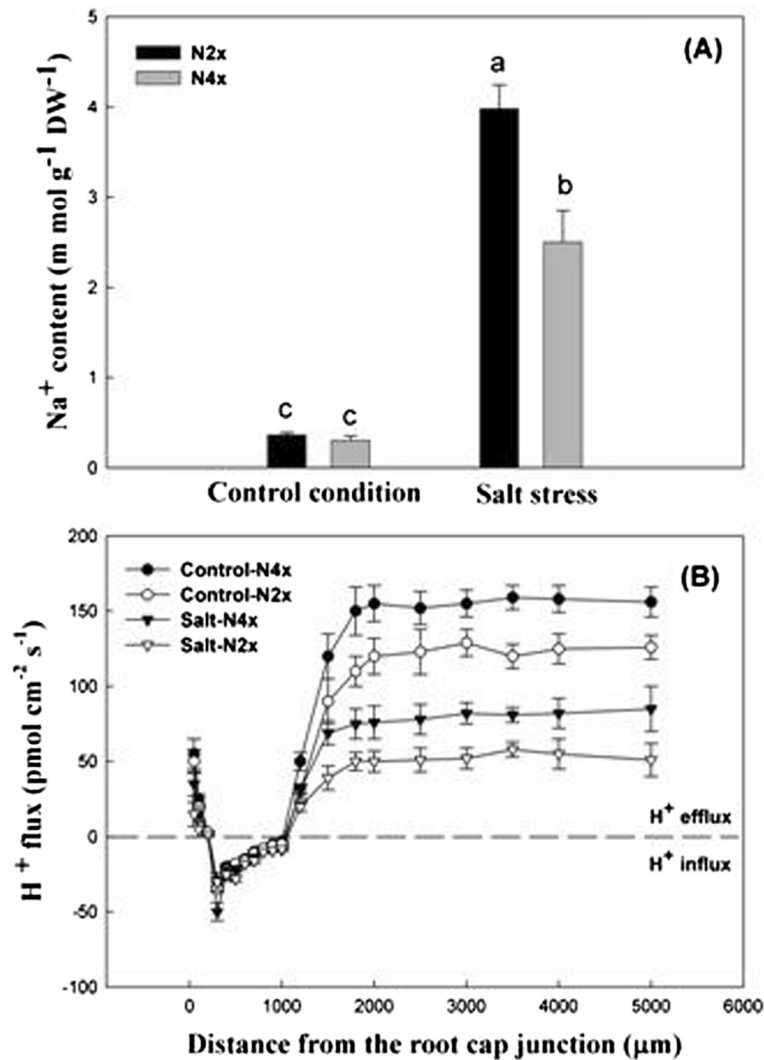 (A)
N2x
N4x
Na+ content (m mol g-1 DW-1)
5
4
3
2
1
0
a
b
c
c
Control condition
Salt stress
(B)
Control-N4x
Control-N2x
Salt-N4x
Salt-N2x
H+ flux (pmol cm-2 s-1)
200
150
100
50
0
-50
-100
H+ efflux
H+ influx
0
1000
2000
3000
4000
5000
6000
Distance from the root cap junction (μm)